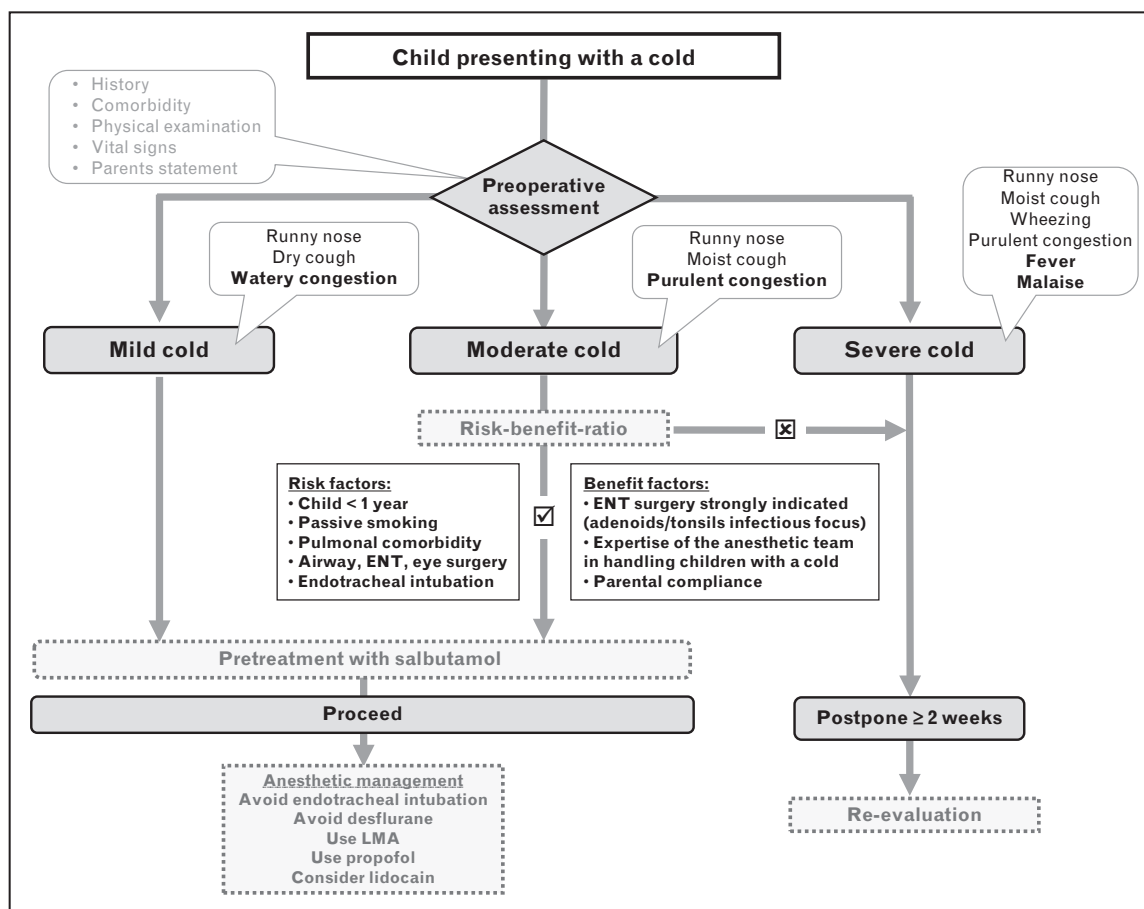 Child presenting with a cold
• History
• Comorbidity
• Physical examination
• Vital signs
• Parents statement
Preoperative
assessment
Runny nose
Dry cough
Watery congestion
Runny nose
Moist cough
Purulent congestion
Runny nose
Moist cough
Wheezing
Purulent congestion
Fever
Malaise
Mild cold
Moderate cold
Severe cold
Risk-benefit-ratio
Risk factors:
• Child < 1 year
• Passive smoking
• Pulmonal comorbidity
• Airway, ENT, eye surgery
• Endotracheal intubation
Benefit factors:
• ENT surgery strongly indicated
(adenoids/tonsils infectious focus)
• Expertise of the anesthetic team
in handling children with a cold
• Parental compliance
Pretreatment with salbutamol
Proceed
Postpone ≥ 2 weeks
Anesthetic management
Avoid endotracheal intubation
Avoid desflurane
Use LMA
Use propofol
Consider lidocain
Re-evaluation